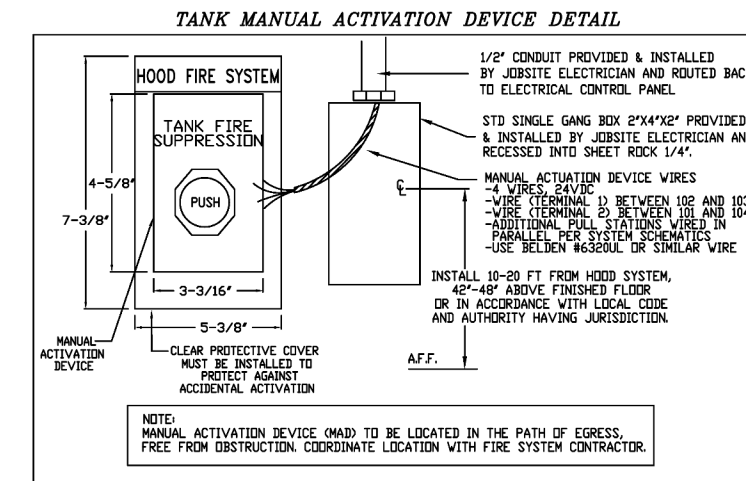 TANK MANUAL ACTIVATION DEVICE DETAIL
HOOD FIRE SYSTEM
TANK FIRE
SUPPRESSION
PUSH
4-5/8"
7-3/8"
3-3/16"
5-3/8"
MANUAL
ACTIVATION
DEVICE
CLEAR PROTECTIVE COVER
MUST BE INSTALLED TO
PROTECT AGAINST
ACCIDENTAL ACTIVATION
1/2" CONDUIT PROVIDED & INSTALLED
BY JOBSITE ELECTRICIAN AND ROUTED BAC
TO ELECTRICAL CONTROL PANEL
STD SINGLE GANG BOX 2"X4"X2" PROVIDED
& INSTALLED BY JOBSITE ELECTRICIAN AN
RECESSED INTO SHEET ROCK 1/4".
MANUAL ACTUATION DEVICE WIRES
-4 WIRES, 24VDC
-WIRE (TERMINAL 1) BETWEEN 102 AND 103
-WIRE (TERMINAL 2) BETWEEN 101 AND 104
-ADDITIONAL PULL STATIONS WIRED IN
PARALLEL PER SYSTEM SCHEMATICS
-USE BELDEN #6320UL OR SIMILAR WIRE
℄
INSTALL 10-20 FT FROM HOOD SYSTEM,
42"-48" ABOVE FINISHED FLOOR
OR IN ACCORDANCE WITH LOCAL CODE
AND AUTHORITY HAVING JURISDICTION.
A.F.F.
NOTE:
MANUAL ACTIVATION DEVICE (MAD) TO BE LOCATED IN THE PATH OF EGRESS,
FREE FROM OBSTRUCTION. COORDINATE LOCATION WITH FIRE SYSTEM CONTRACTOR.